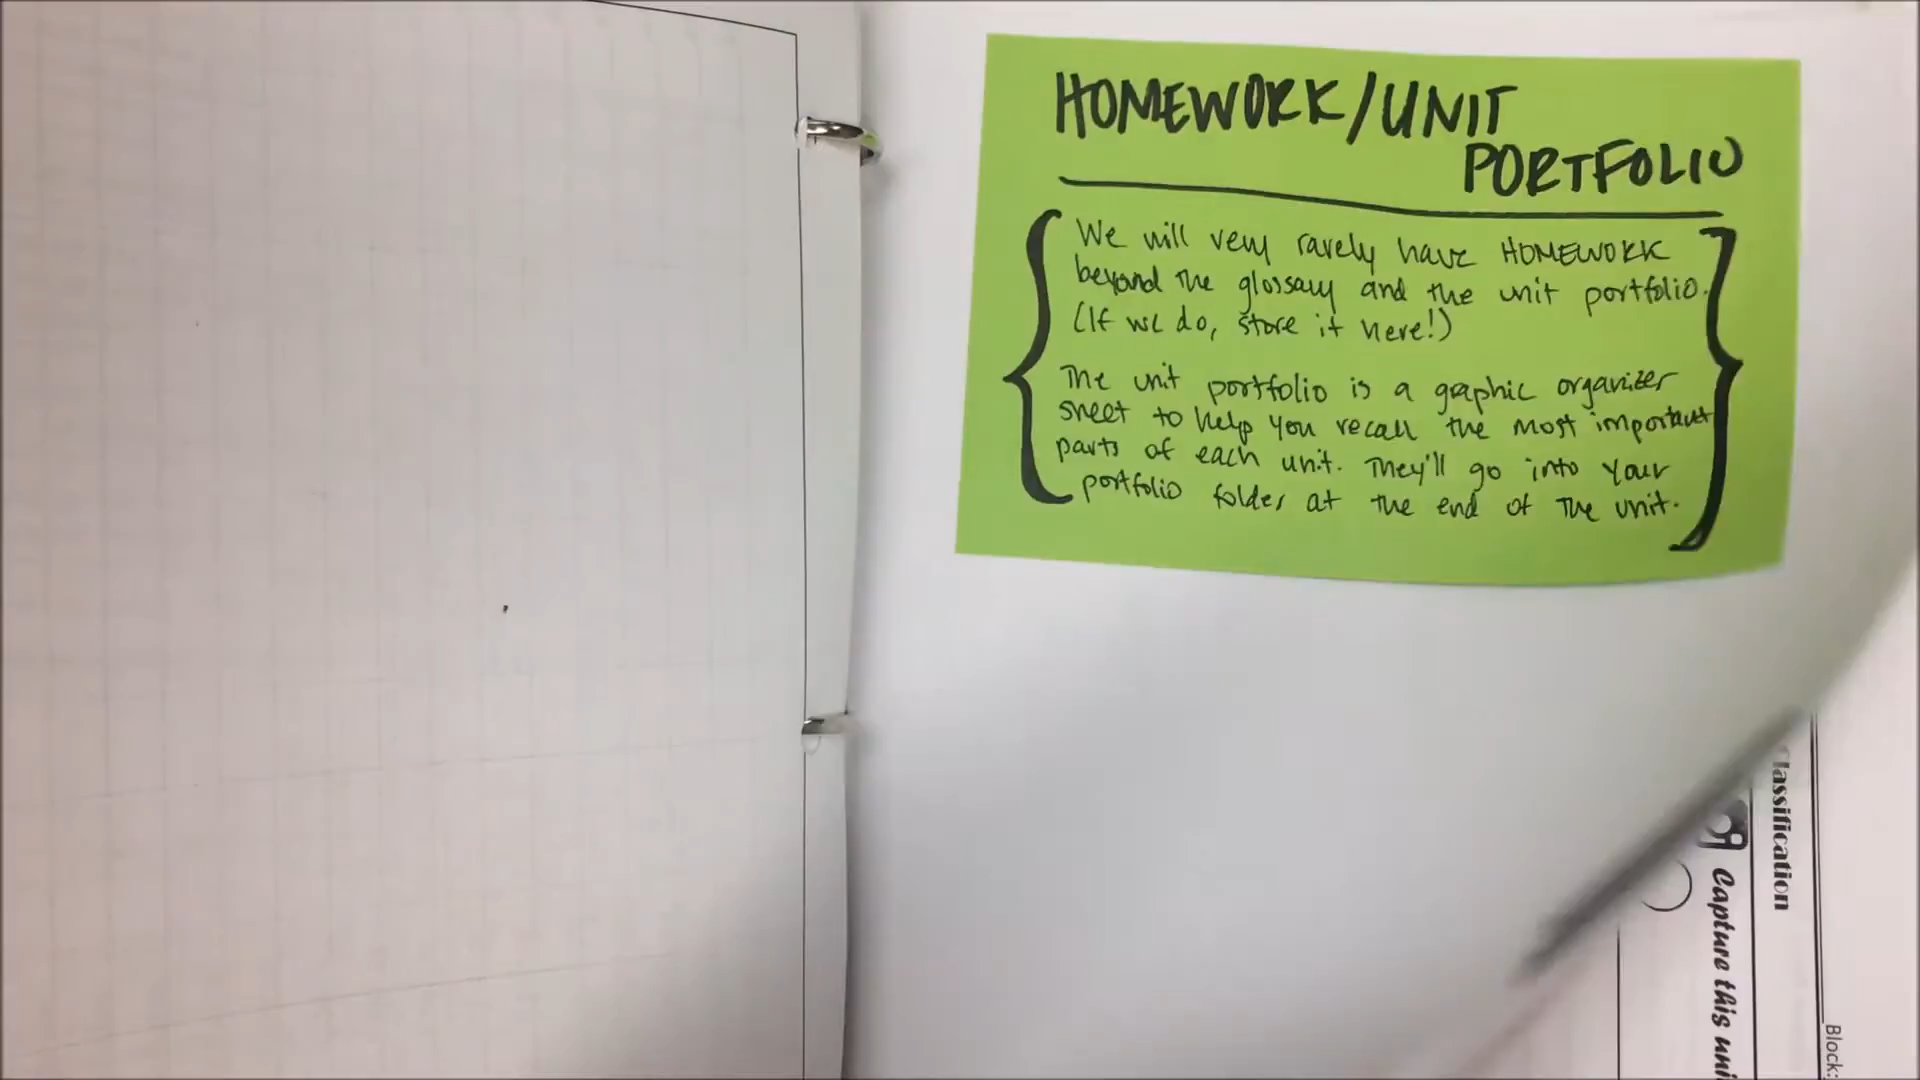 HOMEWORK/UNIT
PORTFOLIO
We will very rarely have HOMEWORK
beyond the glossary and the unit portfolio.
(If we do, store it here!)
The unit portfolio is a graphic organizer
sheet to help you recall the most important
parts of each unit. They'll go into your
portfolio folder at the end of the unit.
Classification
Capture this uni
Block: